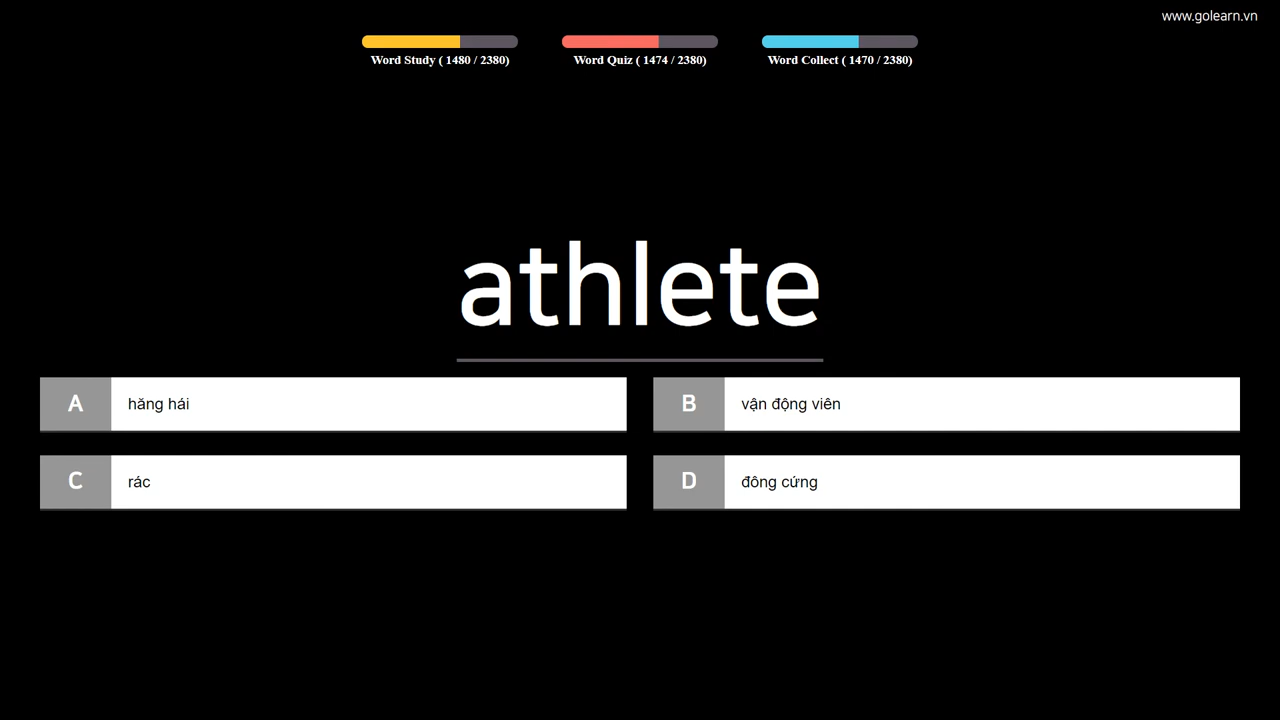 www.golearn.vn
Word Study ( 1480 / 2380)
Word Quiz ( 1474 / 2380)
Word Collect ( 1470 / 2380)
athlete
A hăng hái
B vận động viên
C rác
D đông cứng